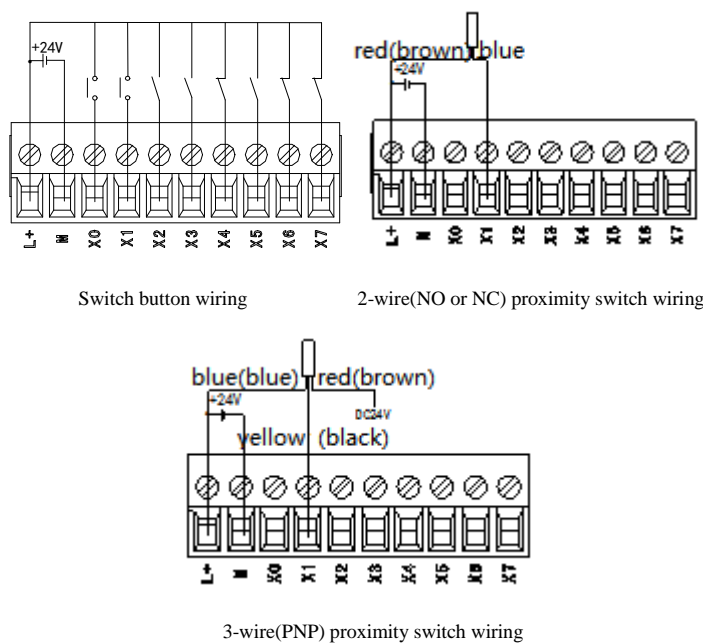 +24V
L+ M X0 X1 X2 X3 X4 X5 X6 X7
Switch button wiring
red(brown) blue
+24V
L+ M X0 X1 X2 X3 X4 X5 X6 X7
2-wire(NO or NC) proximity switch wiring
blue(blue) red(brown)
+24V
DC24V
yellow (black)
L+ M X0 X1 X2 X3 X4 X5 X6 X7
3-wire(PNP) proximity switch wiring